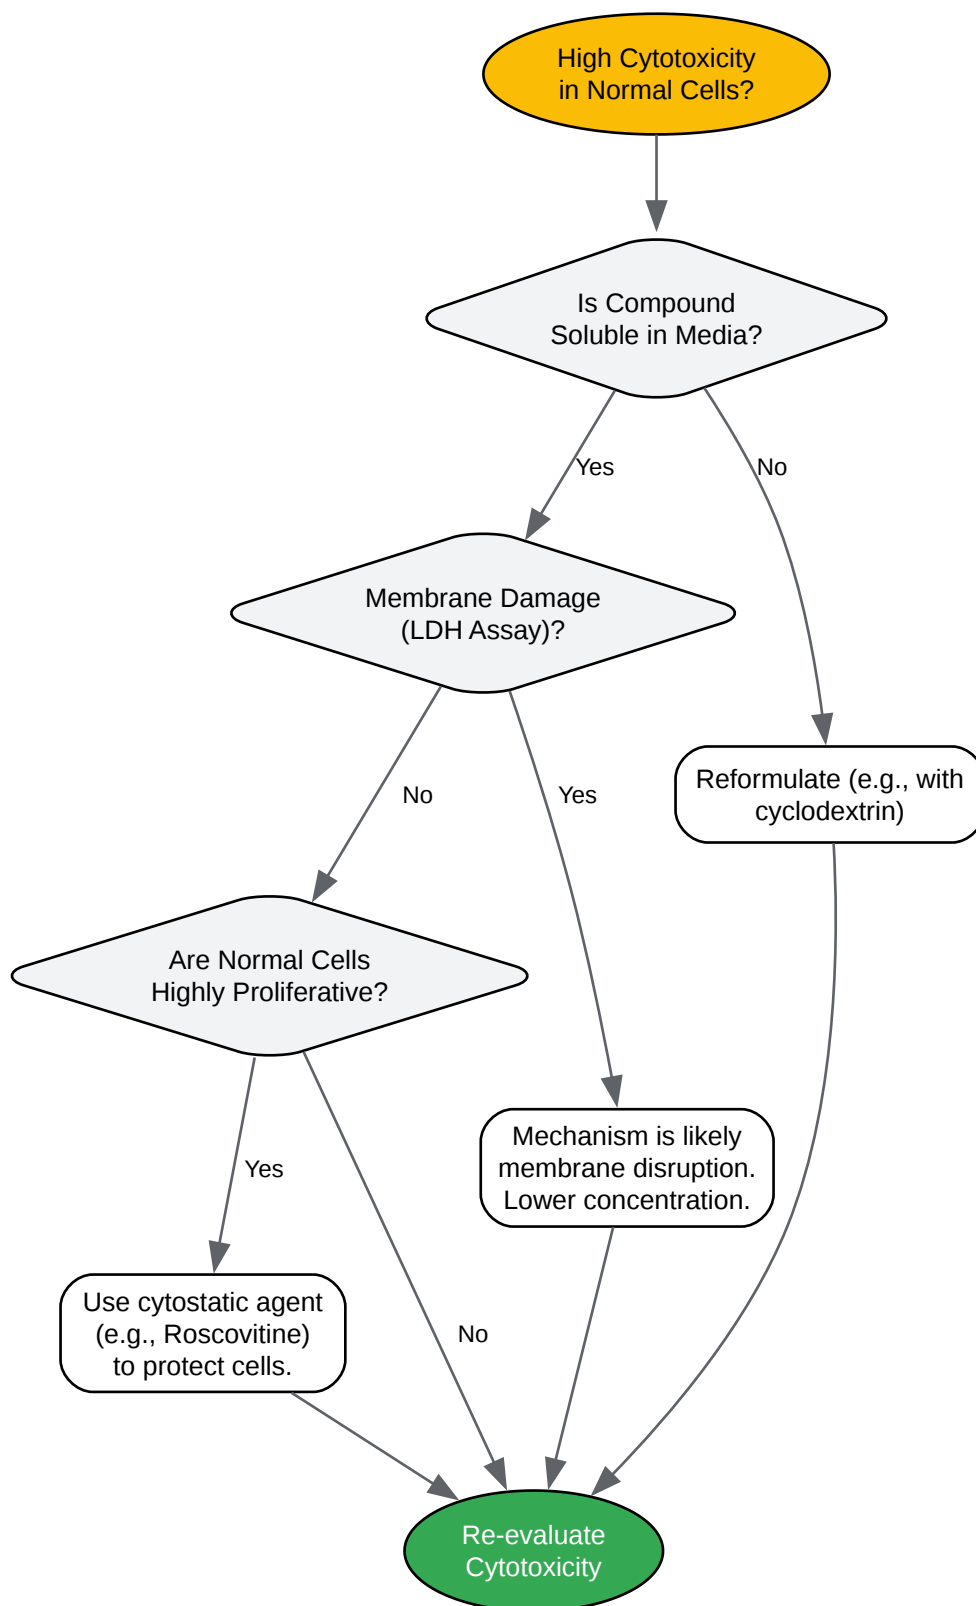 High Cytotoxicity
in Normal Cells?
Is Compound
Soluble in Media?
Yes
No
Membrane Damage
(LDH Assay)?
No
Yes
Reformulate (e.g., with
cyclodextrin)
Are Normal Cells
Highly Proliferative?
Yes
No
Mechanism is likely
membrane disruption.
Lower concentration.
Use cytostatic agent
(e.g., Roscovitine)
to protect cells.
Re-evaluate
Cytotoxicity